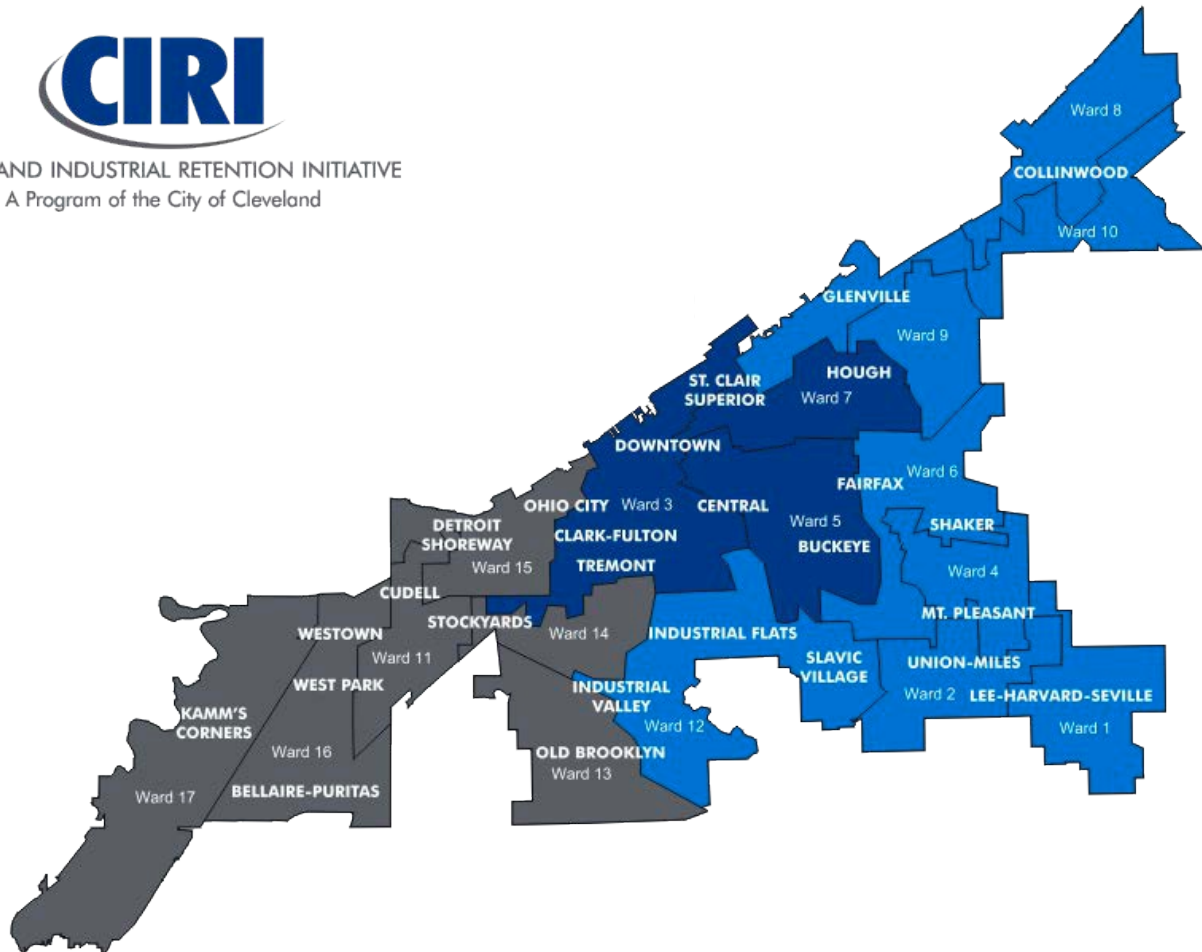 CIRI
AND INDUSTRIAL RETENTION INITIATIVE
A Program of the City of Cleveland
Ward 8
COLLINWOOD
Ward 10
GLENVILLE
Ward 9
HOUGH
ST. CLAIR
SUPERIOR
Ward 7
DOWNTOWN
Ward 6
FAIRFAX
OHIO CITY
Ward 3
CENTRAL
Ward 5
DETROIT
SHOREWAY
SHAKER
CLARK-FULTON
BUCKEYE
TREMONT
Ward 15
Ward 4
CUDELL
MT. PLEASANT
STOCKYARDS
WESTOWN
Ward 14
INDUSTRIAL FLATS
Ward 11
SLAVIC
VILLAGE
UNION-MILES
WEST PARK
INDUSTRIAL
VALLEY
Ward 2
LEE-HARVARD-SEVILLE
KAMM'S
CORNERS
Ward 12
Ward 1
Ward 16
OLD BROOKLYN
Ward 13
BELLAIRE-PURITAS
Ward 17